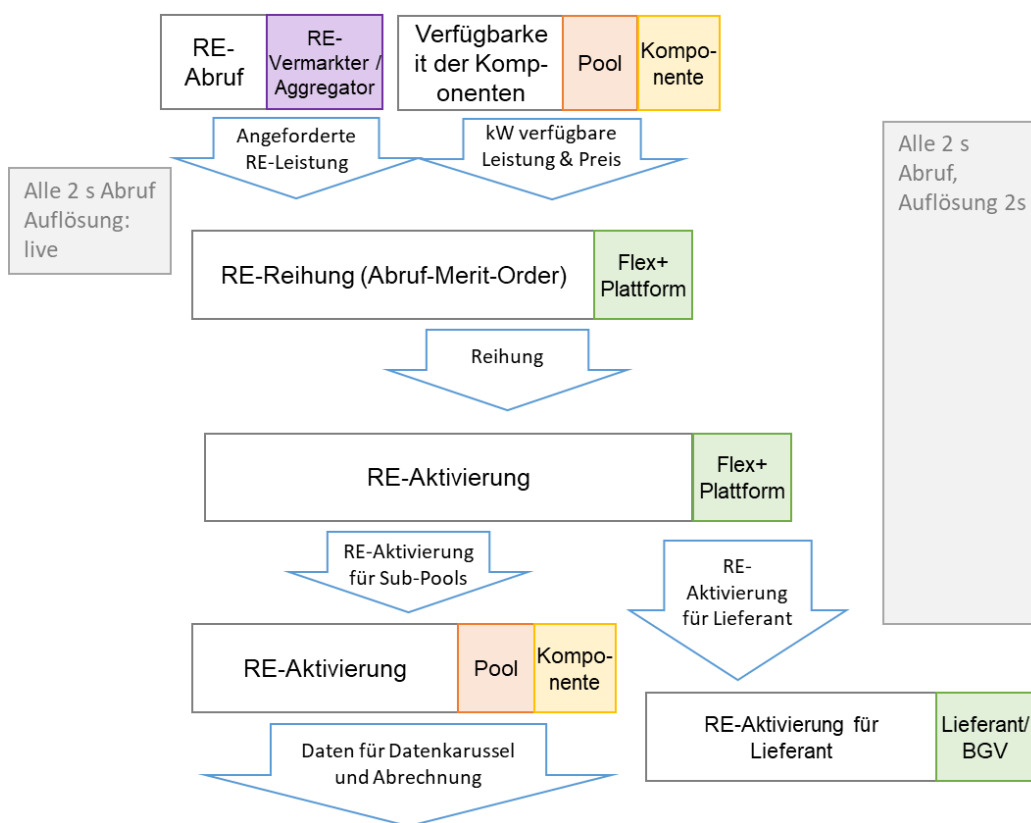 RE-
Abruf
RE-
Vermarkter /
Aggregator
Verfügbarke
it der Komp-
onenten
Pool
Kompo-
nente
Angeforderte
RE-Leistung
kW verfügbare
Leistung & Preis
Alle 2 s Abruf
Auflösung:
live
Alle 2 s
Abruf,
Auflösung 2s
RE-Reihung (Abruf-Merit-Order)
Flex+
Plattform
Reihung
RE-Aktivierung
Flex+
Plattform
RE-Aktivierung
für Sub-Pools
RE-
Aktivierung
für Lieferant
RE-Aktivierung
Pool
Kompo-
nente
RE-Aktivierung für
Lieferant
Lieferant/
BGV
Daten für Datenkarussel
und Abrechnung